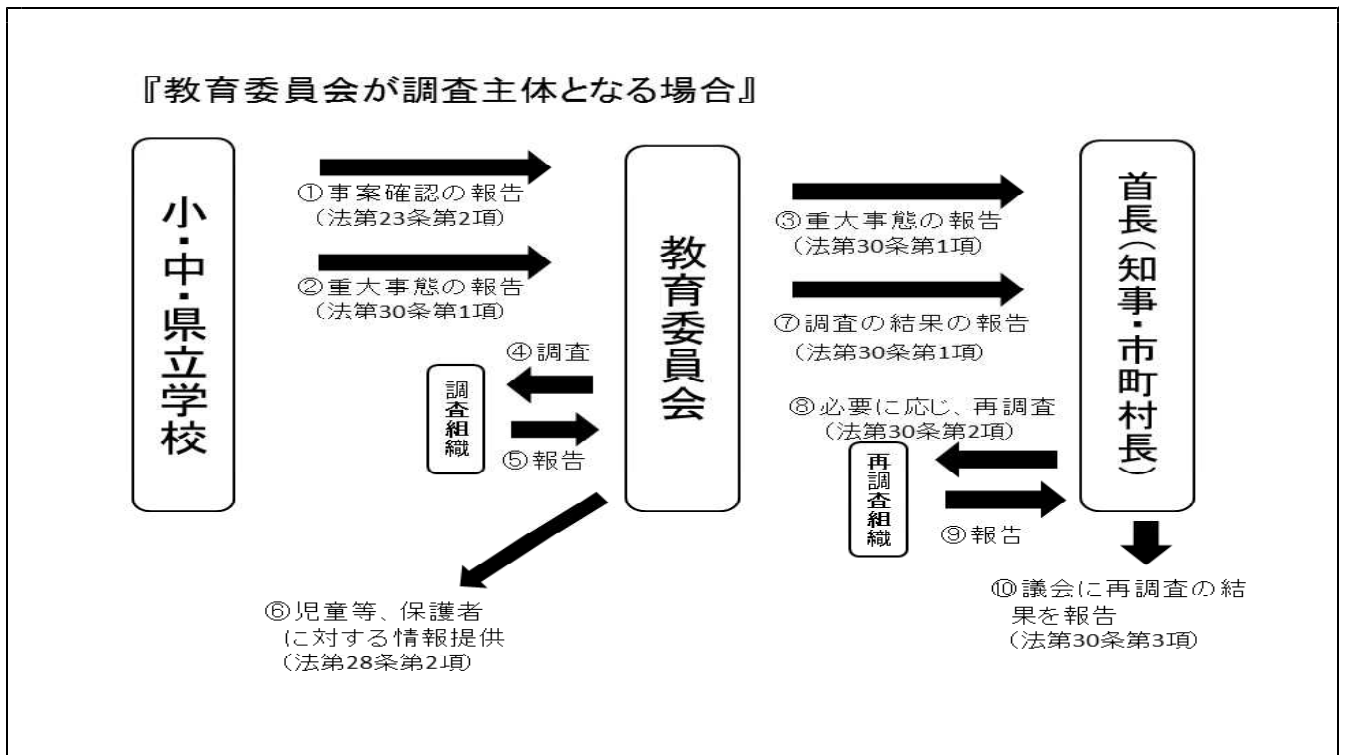 『教育委員会が調査主体となる場合』
小・中・県立学校
①事案確認の報告
（法第23条第2項）
②重大事態の報告
（法第30条第1項）
教育委員会
④調査
調査組織
⑤報告
⑥児童等、保護者
に対する情報提供
（法第28条第2項）
③重大事態の報告
（法第30条第1項）
⑦調査の結果の報告
（法第30条第1項）
首長（知事・市町村長）
⑧必要に応じ、再調査
（法第30条第2項）
再調査組織
⑨報告
⑩議会に再調査の結
果を報告
（法第30条第3項）